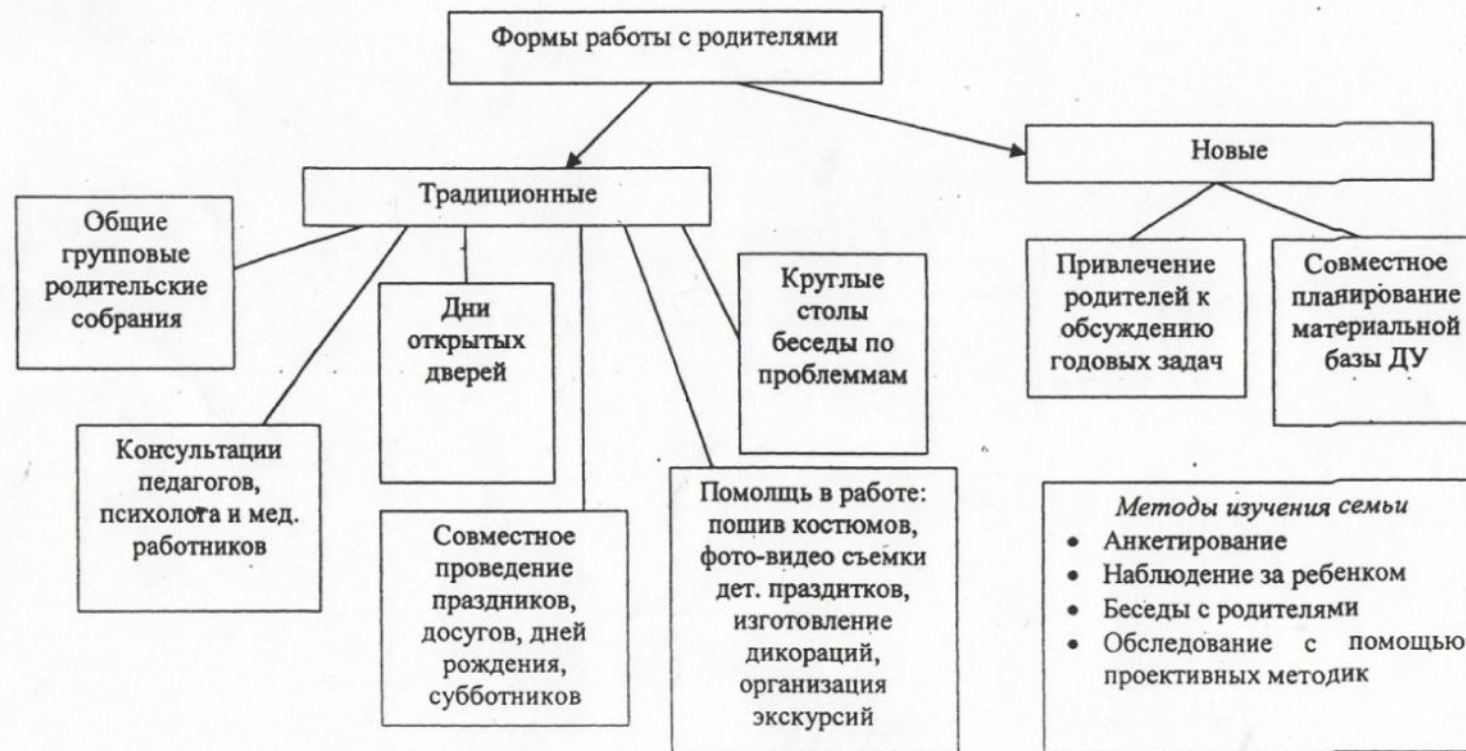 Формы работы с родителями
Новые
Традиционные
Общие
групповые
родительские
собрания
Дни
открытых
дверей
Круглые
столы
беседы по
проблеммам
Привлечение
родителей к
обсуждению
годовых задач
Совместное
планирование
материальной
базы ДУ
Консультации
педагогов,
психолога и мед.
работников
Совместное
проведение
праздников,
досугов, дней
рождения,
субботников
Помолщь в работе:
пошив костюмов,
фото-видео съемки
дет. празднтков,
изготовление
дикораций,
организация
экскурсий
Методы изучения семьи
• Анкетирование
• Наблюдение за ребенком
• Беседы с родителями
• Обследование с помощью
проективных методик